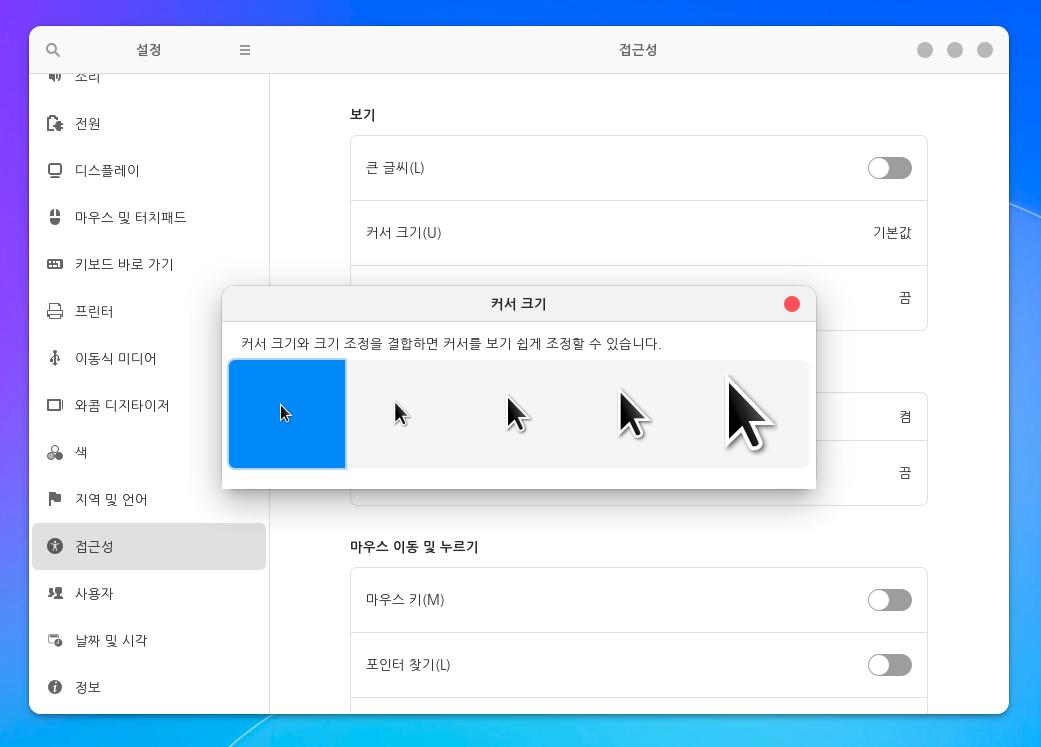 설정
접근성
소리
전원
디스플레이
마우스 및 터치패드
키보드 바로 가기
프린터
이동식 미디어
와콤 디지타이저
색
지역 및 언어
접근성
사용자
날짜 및 시각
정보
보기
큰 글씨(L)
커서 크기(U)
기본값
끔
커서 크기
커서 크기와 크기 조정을 결합하면 커서를 보기 쉽게 조정할 수 있습니다.
켬
끔
마우스 이동 및 누르기
마우스 키(M)
포인터 찾기(L)